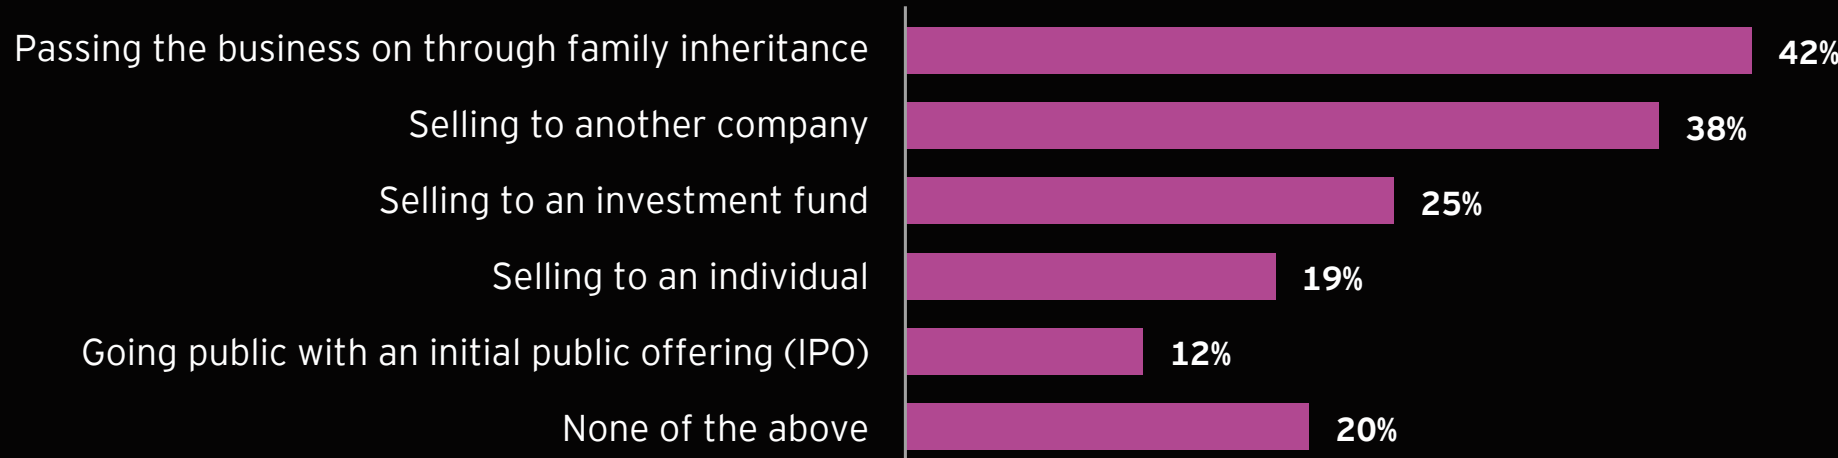 Passing the business on through family inheritance 42%
Selling to another company 38%
Selling to an investment fund 25%
Selling to an individual 19%
Going public with an initial public offering (IPO) 12%
None of the above 20%